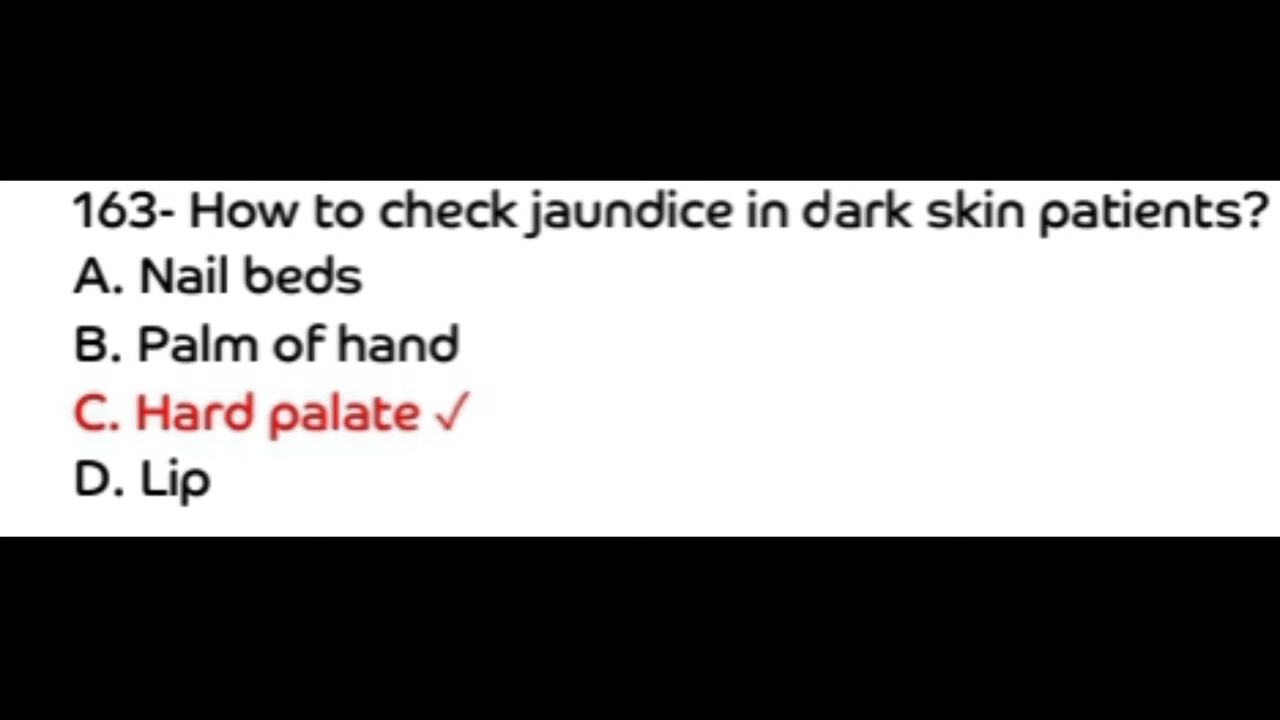 163- How to check jaundice in dark skin patients?
A. Nail beds
B. Palm of hand
C. Hard palate ✓
D. Lip